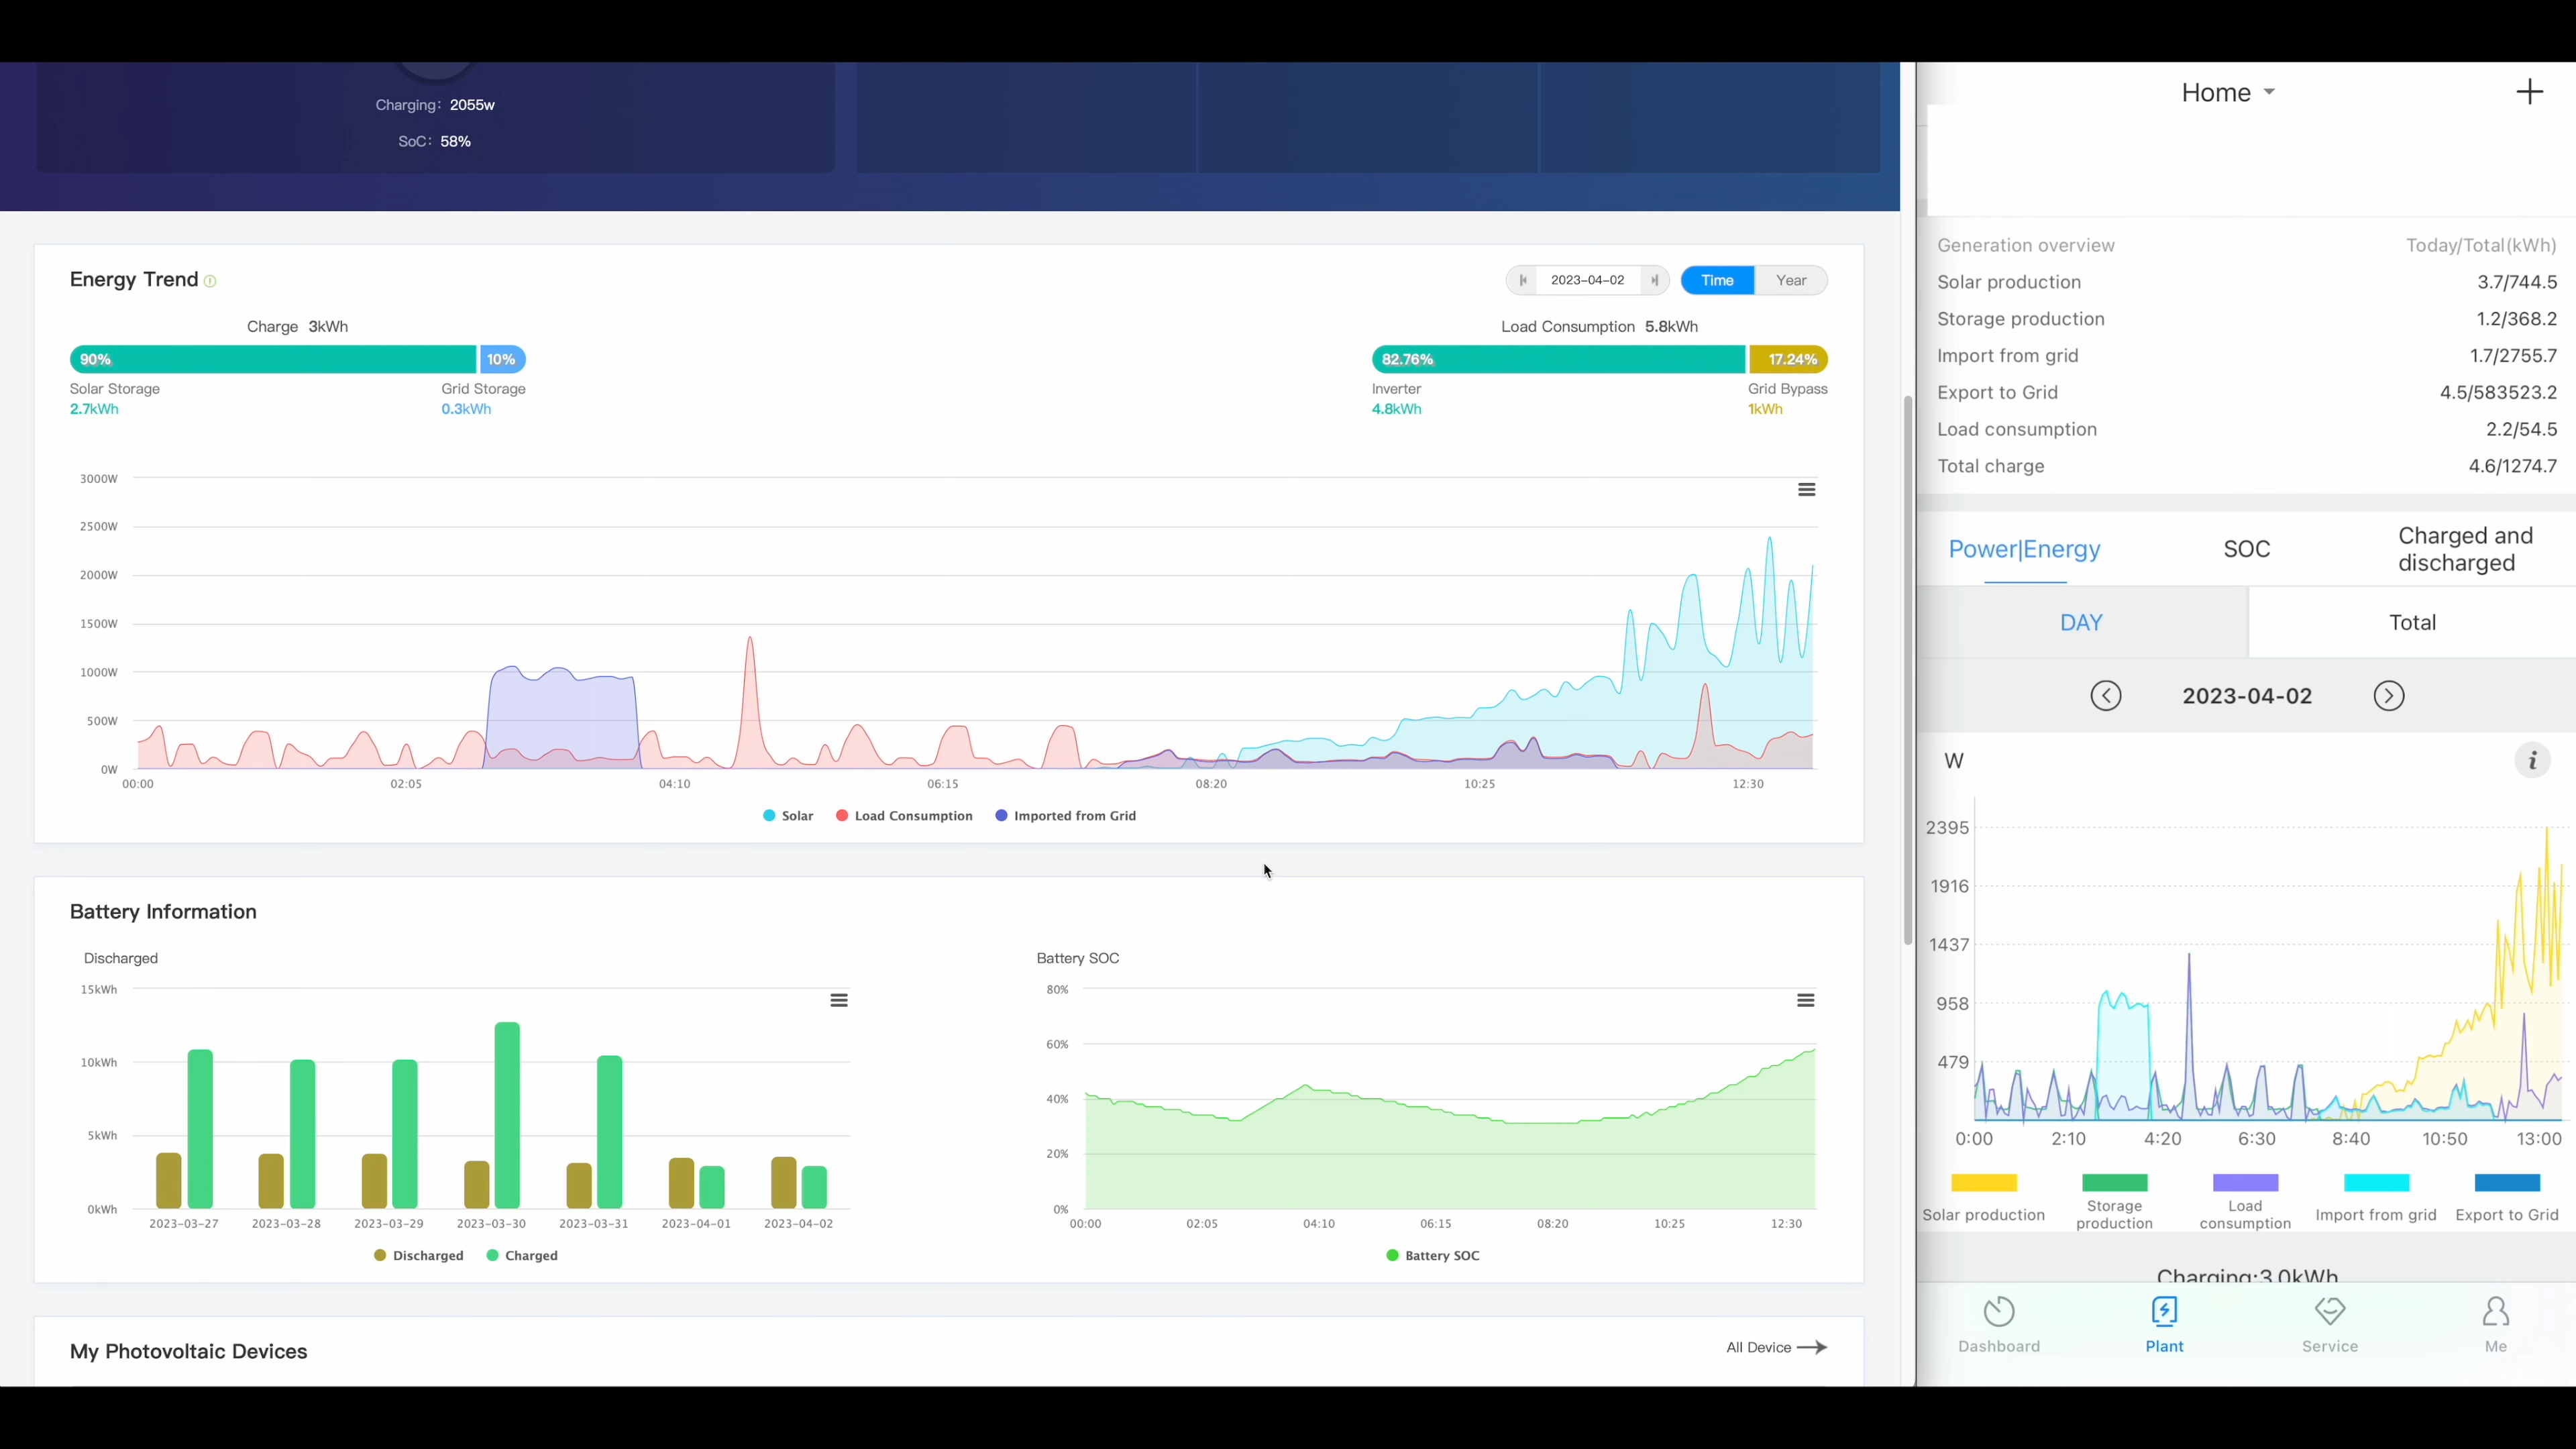 Charging: 2055w
SoC: 58%
Energy Trend
2023-04-02 Time Year
Charge 3kWh
Load Consumption 5.8kWh
90% 10%
82.76% 17.24%
Solar Storage Grid Storage
Inverter Grid Bypass
2.7kWh 0.3kWh
4.8kWh 1kWh
3000W
2500W
2000W
1500W
1000W
500W
0W
00:00 02:05 04:10 06:15 08:20 10:25 12:30
Solar Load Consumption Imported from Grid
Battery Information
Discharged
15kWh
10kWh
5kWh
0kWh
2023-03-27 2023-03-28 2023-03-29 2023-03-30 2023-03-31 2023-04-01 2023-04-02
Discharged Charged
Battery SOC
80%
60%
40%
20%
0%
00:00 02:05 04:10 06:15 08:20 10:25 12:30
Battery SOC
My Photovoltaic Devices
All Device
Home
Generation overview Today/Total(kWh)
Solar production 3.7/744.5
Storage production 1.2/368.2
Import from grid 1.7/2755.7
Export to Grid 4.5/583523.2
Load consumption 2.2/54.5
Total charge 4.6/1274.7
Power|Energy SOC Charged and
discharged
DAY Total
2023-04-02
W
2395
1916
1437
958
479
0:00 2:10 4:20 6:30 8:40 10:50 13:00
Solar production
Storage
production
Load
consumption
Import from grid
Export to Grid
Charging:3.0kWh
Dashboard Plant Service Me